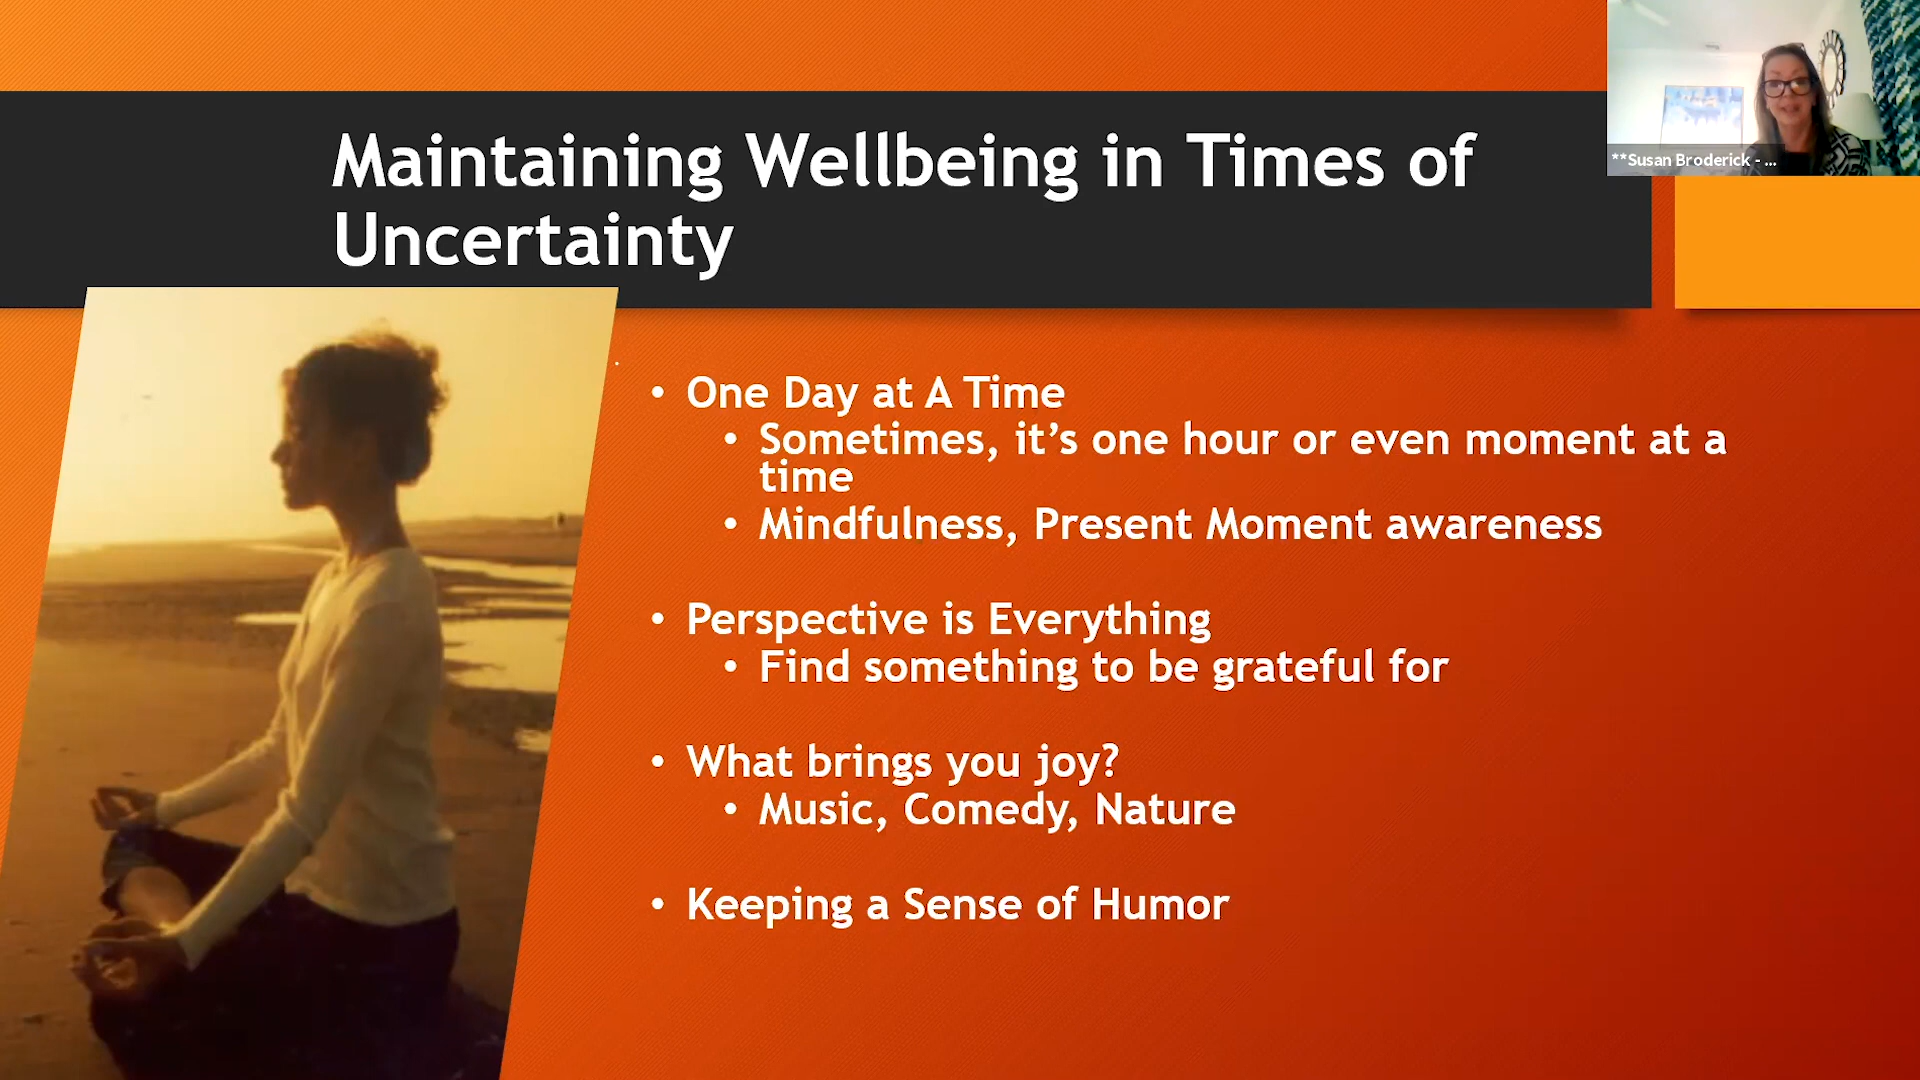 Maintaining Wellbeing in Times of
Uncertainty
**Susan Broderick - ...
• One Day at A Time
• Sometimes, it’s one hour or even moment at a
time
• Mindfulness, Present Moment awareness
• Perspective is Everything
• Find something to be grateful for
• What brings you joy?
• Music, Comedy, Nature
• Keeping a Sense of Humor